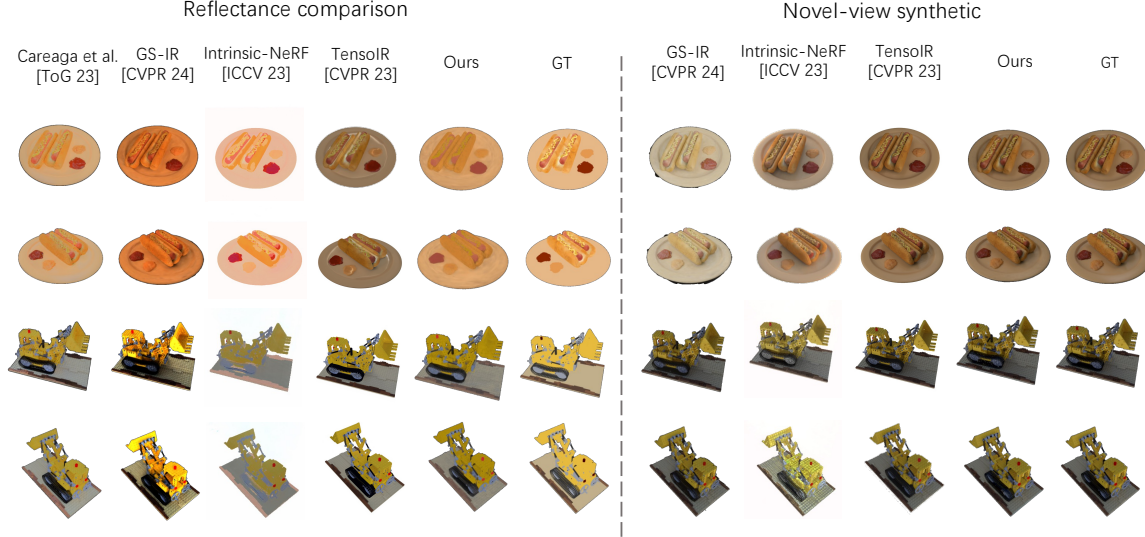 Reflectance comparison
Novel-view synthetic
Careaga et al.
[ToG 23]
GS-IR
[CVPR 24]
Intrinsic-NeRF
[ICCV 23]
TensoIR
[CVPR 23]
Ours
GT
GS-IR
[CVPR 24]
Intrinsic-NeRF
[ICCV 23]
TensoIR
[CVPR 23]
Ours
GT